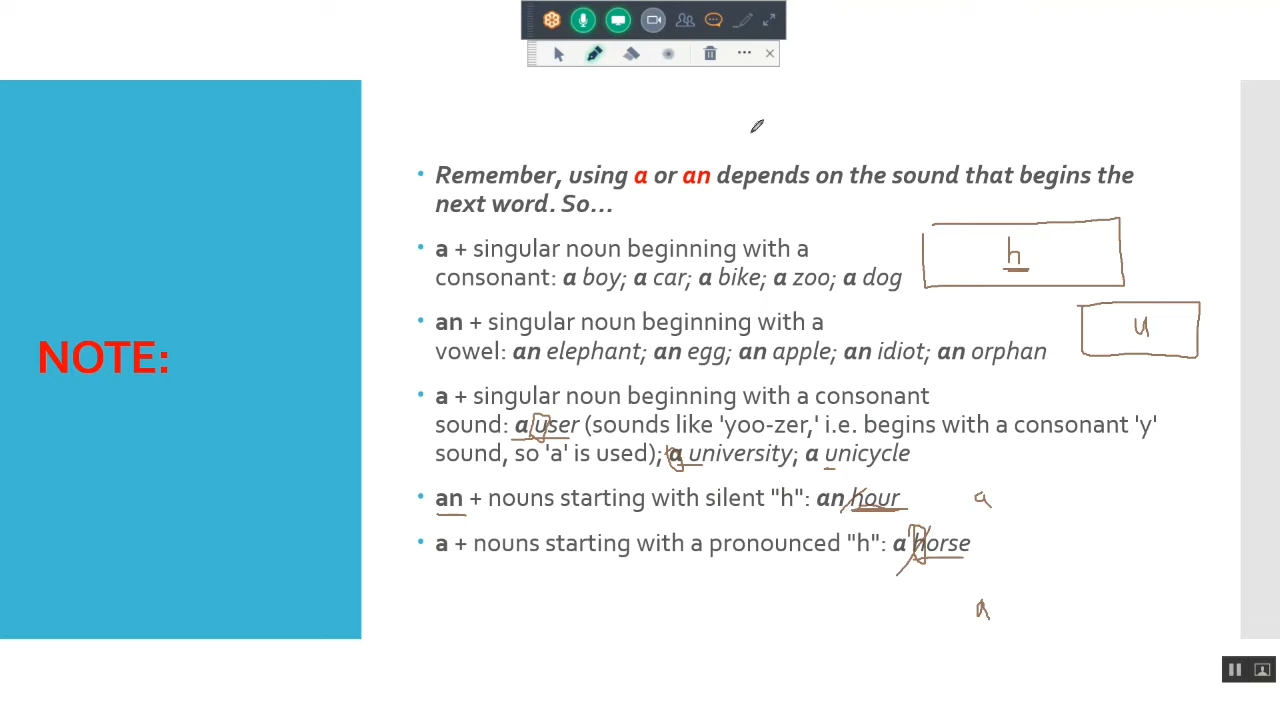 Remember, using a or an depends on the sound that begins the
next word. So...
a + singular noun beginning with a
consonant: a boy; a car; a bike; a zoo; a dog
h
an + singular noun beginning with a
vowel: an elephant; an egg; an apple; an idiot; an orphan
u
NOTE:
a + singular noun beginning with a consonant
sound: a user (sounds like 'yoo-zer,' i.e. begins with a consonant 'y'
sound, so 'a' is used); a university; a unicycle
an + nouns starting with silent "h": an hour
a
a + nouns starting with a pronounced "h": a horse
a